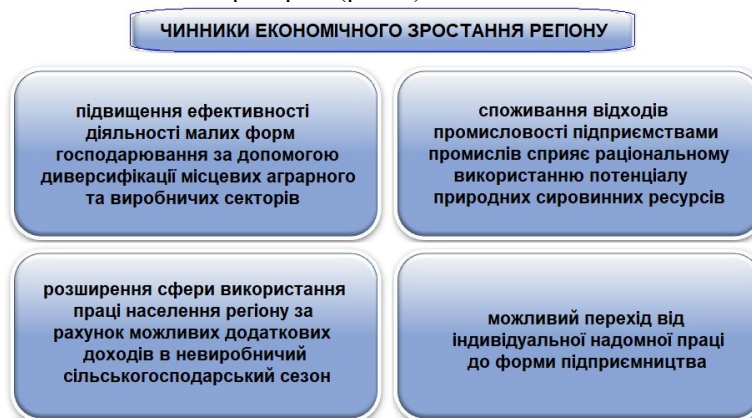 ЧИННИКИ ЕКОНОМІЧНОГО ЗРОСТАННЯ РЕГІОНУ
підвищення ефективності
діяльності малих форм
господарювання за допомогою
диверсифікації місцевих аграрного
та виробничих секторів
споживання відходів
промисловості підприємствами
промислів сприяє раціональному
використанню потенціалу
природних сировинних ресурсів
розширення сфери використання
праці населення регіону за
рахунок можливих додаткових
доходів в невиробничий
сільськогосподарський сезон
можливий перехід від
індивідуальної надомної праці
до форми підприємництва